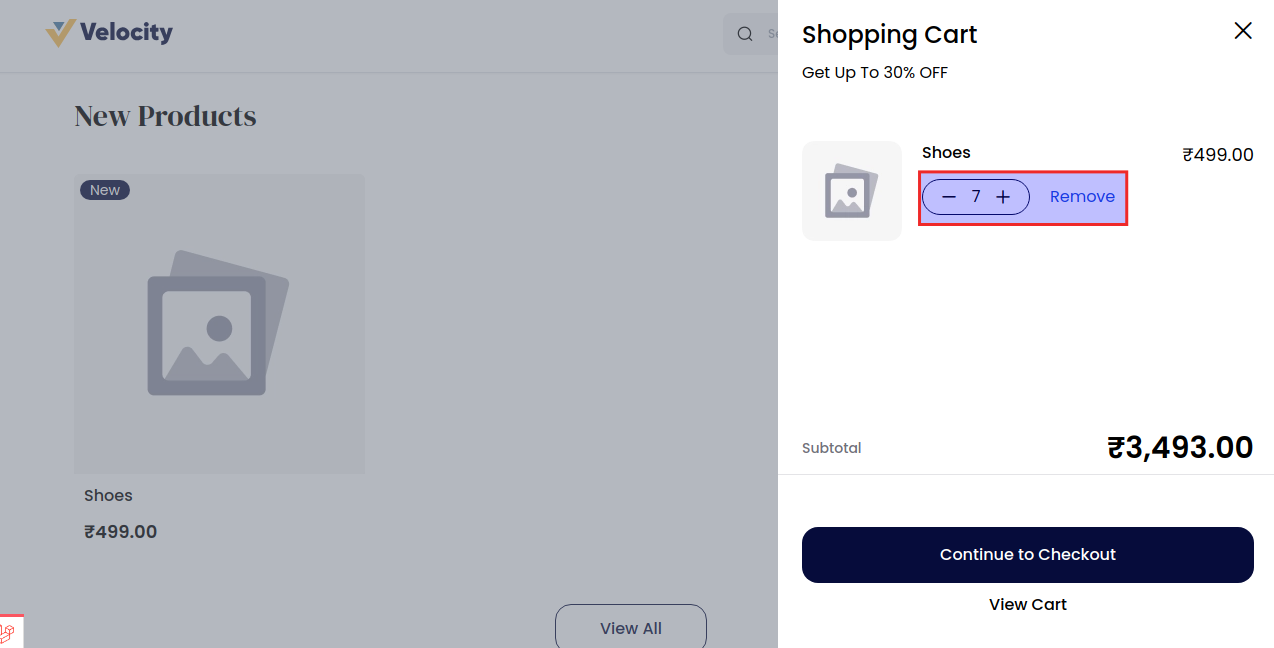 Velocity
New Products
New
Shoes
₹499.00
View All
Shopping Cart
Get Up To 30% OFF
Shoes
₹499.00
7
Remove
Subtotal
₹3,493.00
Continue to Checkout
View Cart